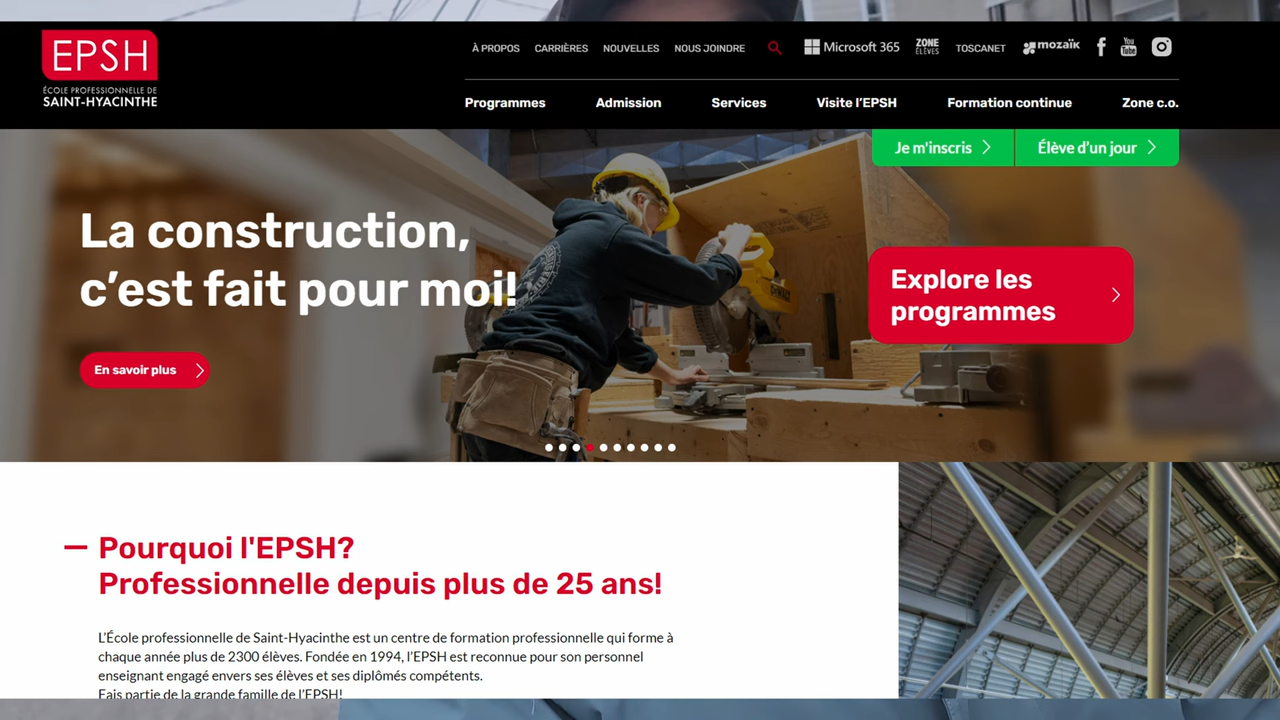 EPSH
ÉCOLE PROFESSIONNELLE DE
SAINT-HYACINTHE
À PROPOS
CARRIÈRES
NOUVELLES
NOUS JOINDRE
Microsoft 365
ZONE
ÉLÈVES
TOSCANET
mozaïk
You
Tube
Programmes
Admission
Services
Visite l'EPSH
Formation continue
Zone c.o.
Je m'inscris
Élève d'un jour
La construction,
c'est fait pour moi!
Explore les
programmes
En savoir plus
Pourquoi l'EPSH?
Professionnelle depuis plus de 25 ans!
L'École professionnelle de Saint-Hyacinthe est un centre de formation professionnelle qui forme à
chaque année plus de 2300 élèves. Fondée en 1994, l'EPSH est reconnue pour son personnel
enseignant engagé envers ses élèves et ses diplômés compétents.
Fais partie de la grande famille de l'EPSH!